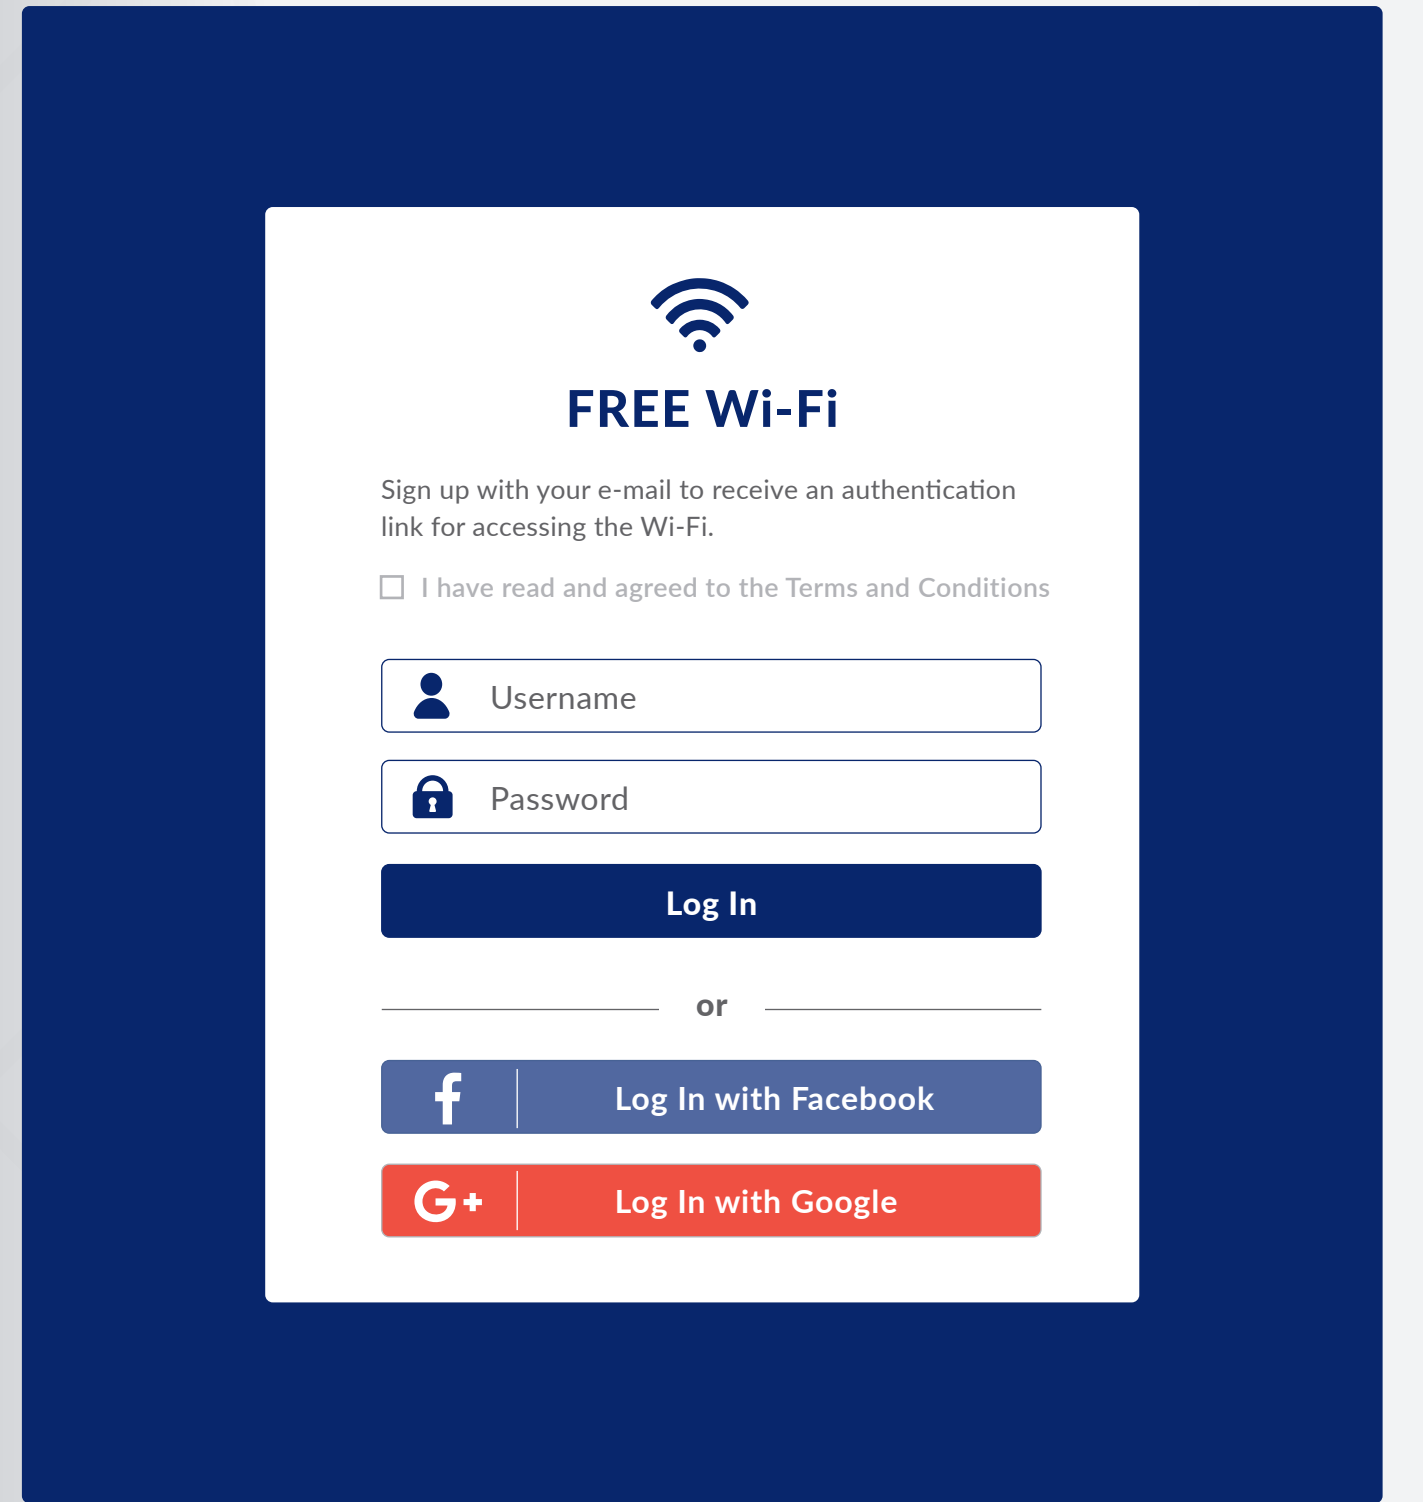 FREE Wi-Fi
Sign up with your e-mail to receive an authentication
link for accessing the Wi-Fi.
I have read and agreed to the Terms and Conditions
Username
Password
Log In
or
f Log In with Facebook
G+ Log In with Google